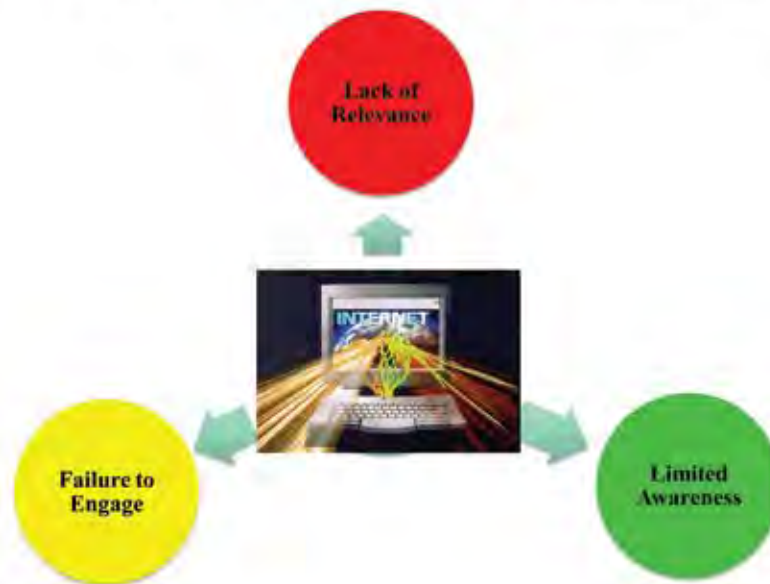 Lack of
Relevance
INTERNET
Failure to
Engage
Limited
Awareness